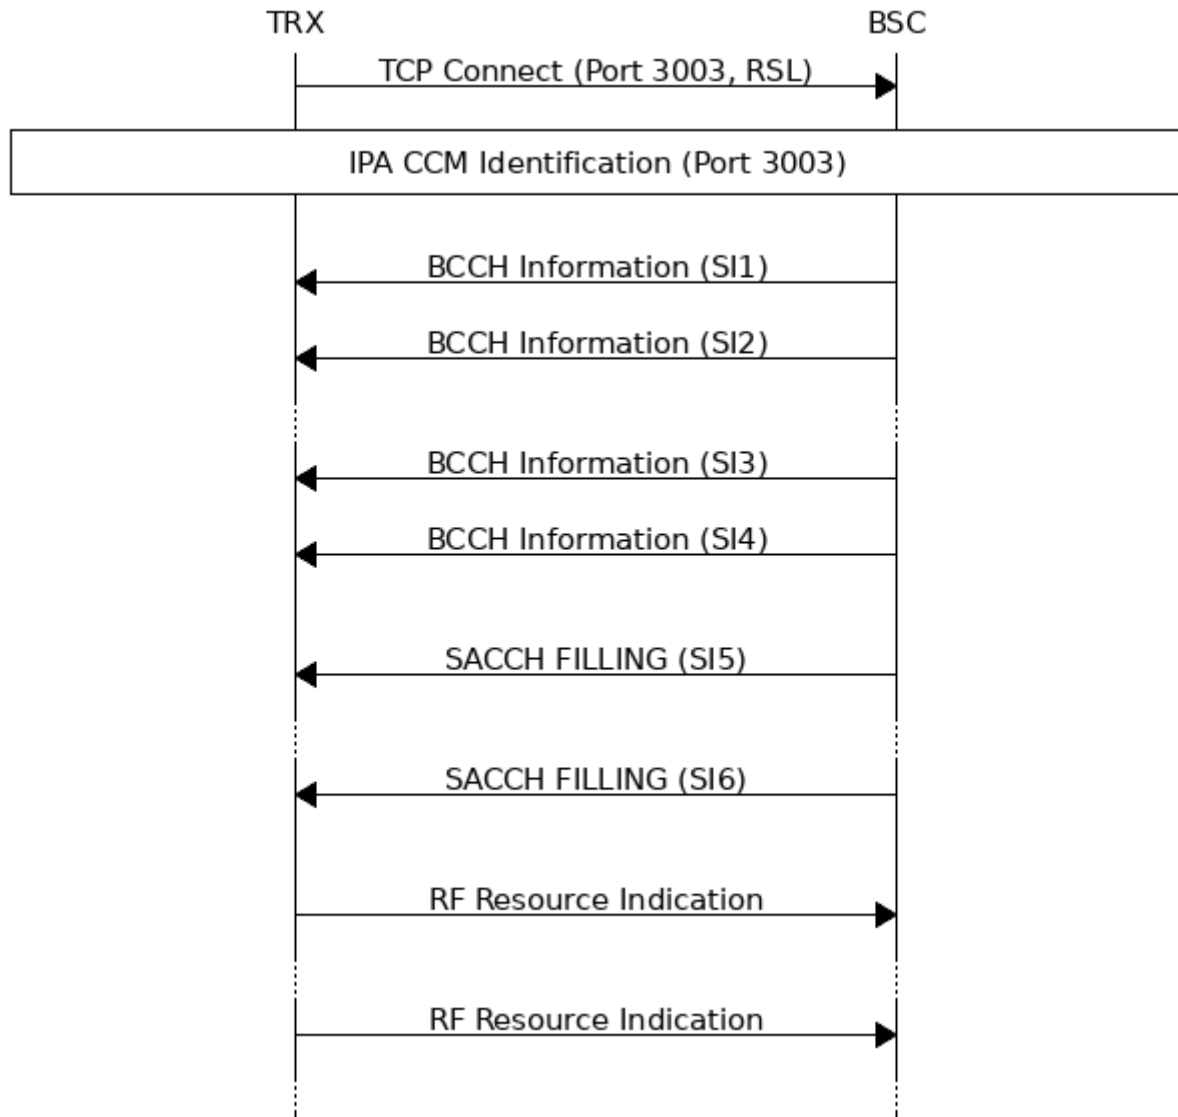 TRX BSC
TCP Connect (Port 3003, RSL)
IPA CCM Identification (Port 3003)
BCCH Information (SI1)
BCCH Information (SI2)
BCCH Information (SI3)
BCCH Information (SI4)
SACCH FILLING (SI5)
SACCH FILLING (SI6)
RF Resource Indication
RF Resource Indication